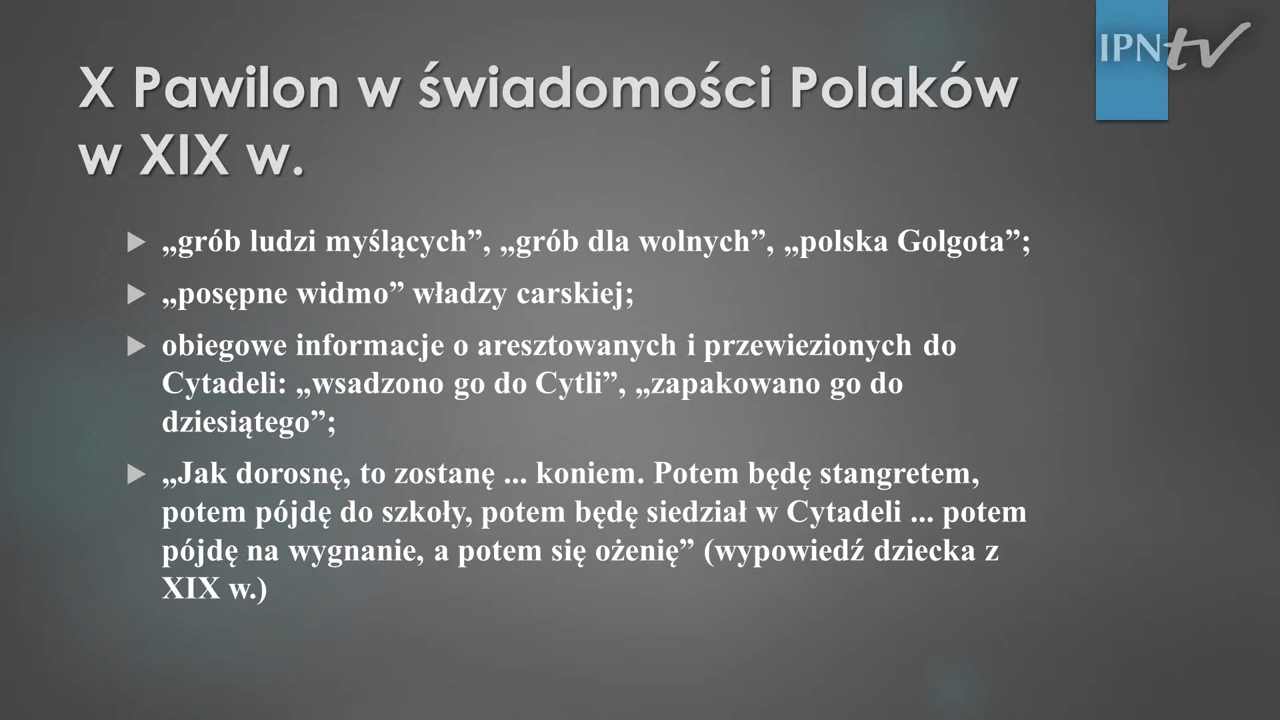 X Pawilon w świadomości Polaków
w XIX w.
IPNtv
„grób ludzi myślących”, „grób dla wolnych”, „polska Golgota”;
„posępne widmo” władzy carskiej;
obiegowe informacje o aresztowanych i przewiezionych do
Cytadeli: „wsadzono go do Cytli”, „zapakowano go do
dziesiątego”;
„Jak dorosnę, to zostanę ... koniem. Potem będę stangretem,
potem pójdę do szkoły, potem będę siedział w Cytadeli ... potem
pójdę na wygnanie, a potem się ożenię” (wypowiedź dziecka z
XIX w.)